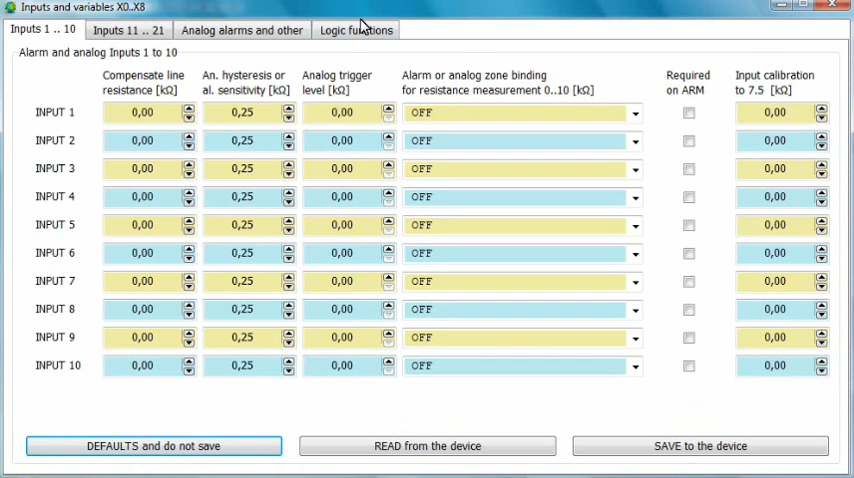 Inputs and variables X0..X8
Inputs 1 .. 10 Inputs 11 .. 21 Analog alarms and other Logic functions
Alarm and analog Inputs 1 to 10
Compensate line An. hysteresis or Analog trigger Alarm or analog zone binding Required Input calibration
resistance [kΩ] al. sensitivity [kΩ] level [kΩ] for resistance measurement 0..10 [kΩ] on ARM to 7.5 [kΩ]
INPUT 1 0,00 0,25 0,00 OFF 0,00
INPUT 2 0,00 0,25 0,00 OFF 0,00
INPUT 3 0,00 0,25 0,00 OFF 0,00
INPUT 4 0,00 0,25 0,00 OFF 0,00
INPUT 5 0,00 0,25 0,00 OFF 0,00
INPUT 6 0,00 0,25 0,00 OFF 0,00
INPUT 7 0,00 0,25 0,00 OFF 0,00
INPUT 8 0,00 0,25 0,00 OFF 0,00
INPUT 9 0,00 0,25 0,00 OFF 0,00
INPUT 10 0,00 0,25 0,00 OFF 0,00
DEFAULTS and do not save READ from the device SAVE to the device